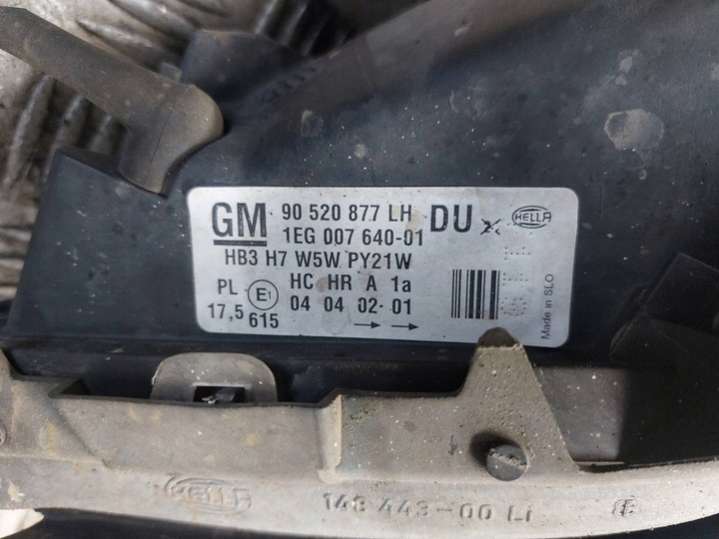 GM 90 520 877 LH DU HELLA
1EG 007 640-01
HB3 H7 W5W PY21W
HC HR A 1a
PL E1 04 04 02 01
17,5 615
Made in SLO
HELLA 148 443-00 Li